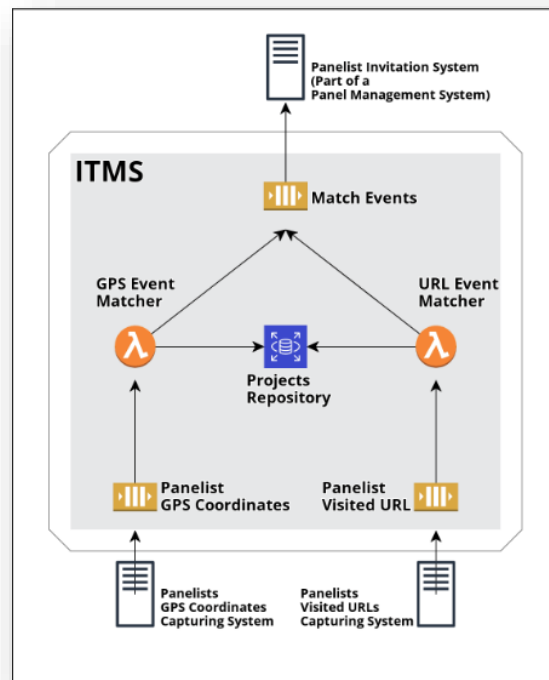 Panelist Invitation System
(Part of a
Panel Management System)
ITMS
Match Events
GPS Event
Matcher
URL Event
Matcher
λ
λ
Projects
Repository
Panelist
GPS Coordinates
Panelist
Visited URL
Panelists
GPS Coordinates
Capturing System
Panelists
Visited URLs
Capturing System